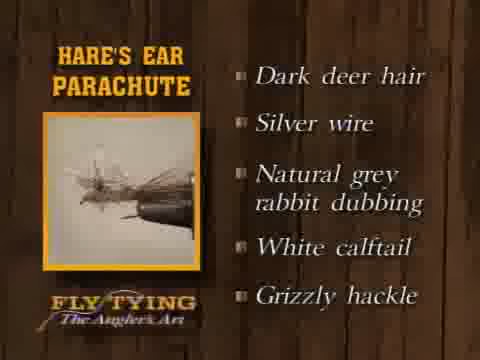 HARE'S EAR
PARACHUTE
Dark deer hair
Silver wire
Natural grey
rabbit dubbing
White calftail
Grizzly hackle
FLY TYING
The Angler's Art